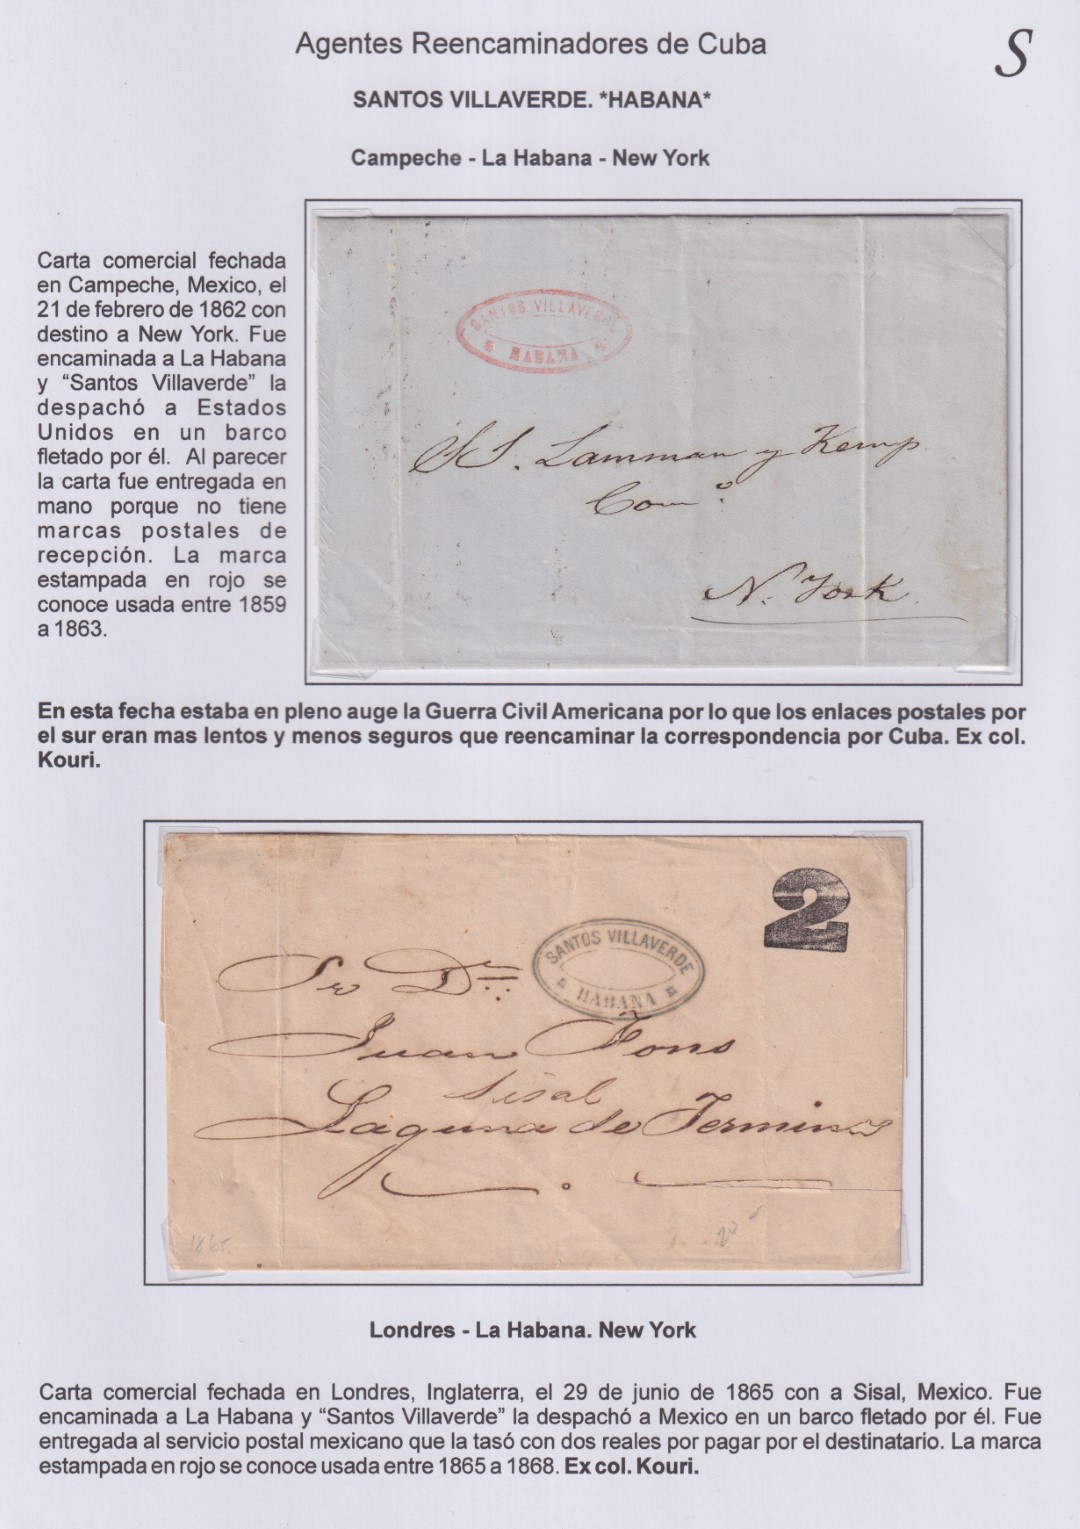 Agentes Reencaminadores de Cuba
S
SANTOS VILLAVERDE. *HABANA*
Campeche - La Habana - New York
Carta comercial fechada
en Campeche, Mexico, el
21 de febrero de 1862 con
destino a New York. Fue
encaminada a La Habana
y “Santos Villaverde” la
despachó a Estados
Unidos en un barco
fletado por él. Al parecer
la carta fue entregada en
mano porque no tiene
marcas postales de
recepción. La marca
estampada en rojo se
conoce usada entre 1859
a 1863.
SANTOS VILLAVERDE
HABANA
SS. Lamman y Kemp.
Com°.
N. York.
En esta fecha estaba en pleno auge la Guerra Civil Americana por lo que los enlaces postales por
el sur eran mas lentos y menos seguros que reencaminar la correspondencia por Cuba. Ex col.
Kouri.
2
SANTOS VILLAVERDE
HABANA
Sr Dn
Juan Fons
Sisal
Laguna de Terminos
1865.
20
Londres - La Habana. New York
Carta comercial fechada en Londres, Inglaterra, el 29 de junio de 1865 con a Sisal, Mexico. Fue
encaminada a La Habana y “Santos Villaverde” la despachó a Mexico en un barco fletado por él. Fue
entregada al servicio postal mexicano que la tasó con dos reales por pagar por el destinatario. La marca
estampada en rojo se conoce usada entre 1865 a 1868. Ex col. Kouri.